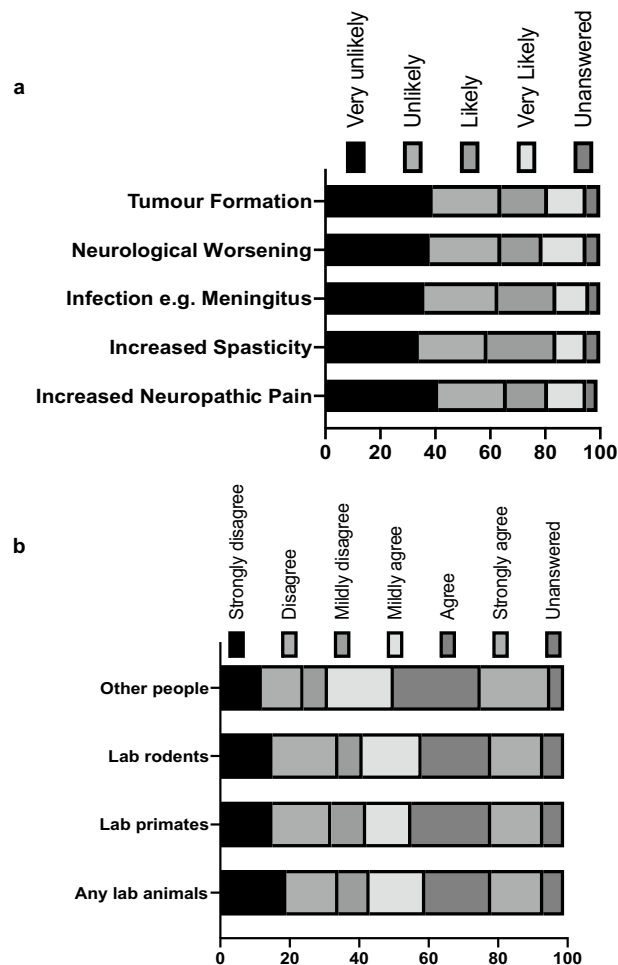 a
Very unlikely
Unlikely
Likely
Very Likely
Unanswered
Tumour Formation
Neurological Worsening
Infection e.g. Meningitus
Increased Spasticity
Increased Neuropathic Pain
0 20 40 60 80 100
b
Strongly disagree
Disagree
Mildly disagree
Mildly agree
Agree
Strongly agree
Unanswered
Other people
Lab rodents
Lab primates
Any lab animals
0 20 40 60 80 100